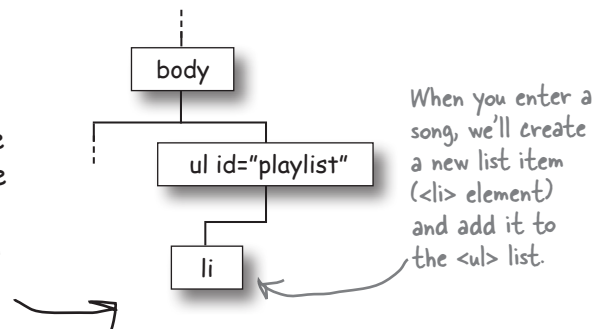 body
ul id="playlist"
li
When you enter a
song, we'll create
a new list item
(<li> element)
and add it to
the <ul> list.